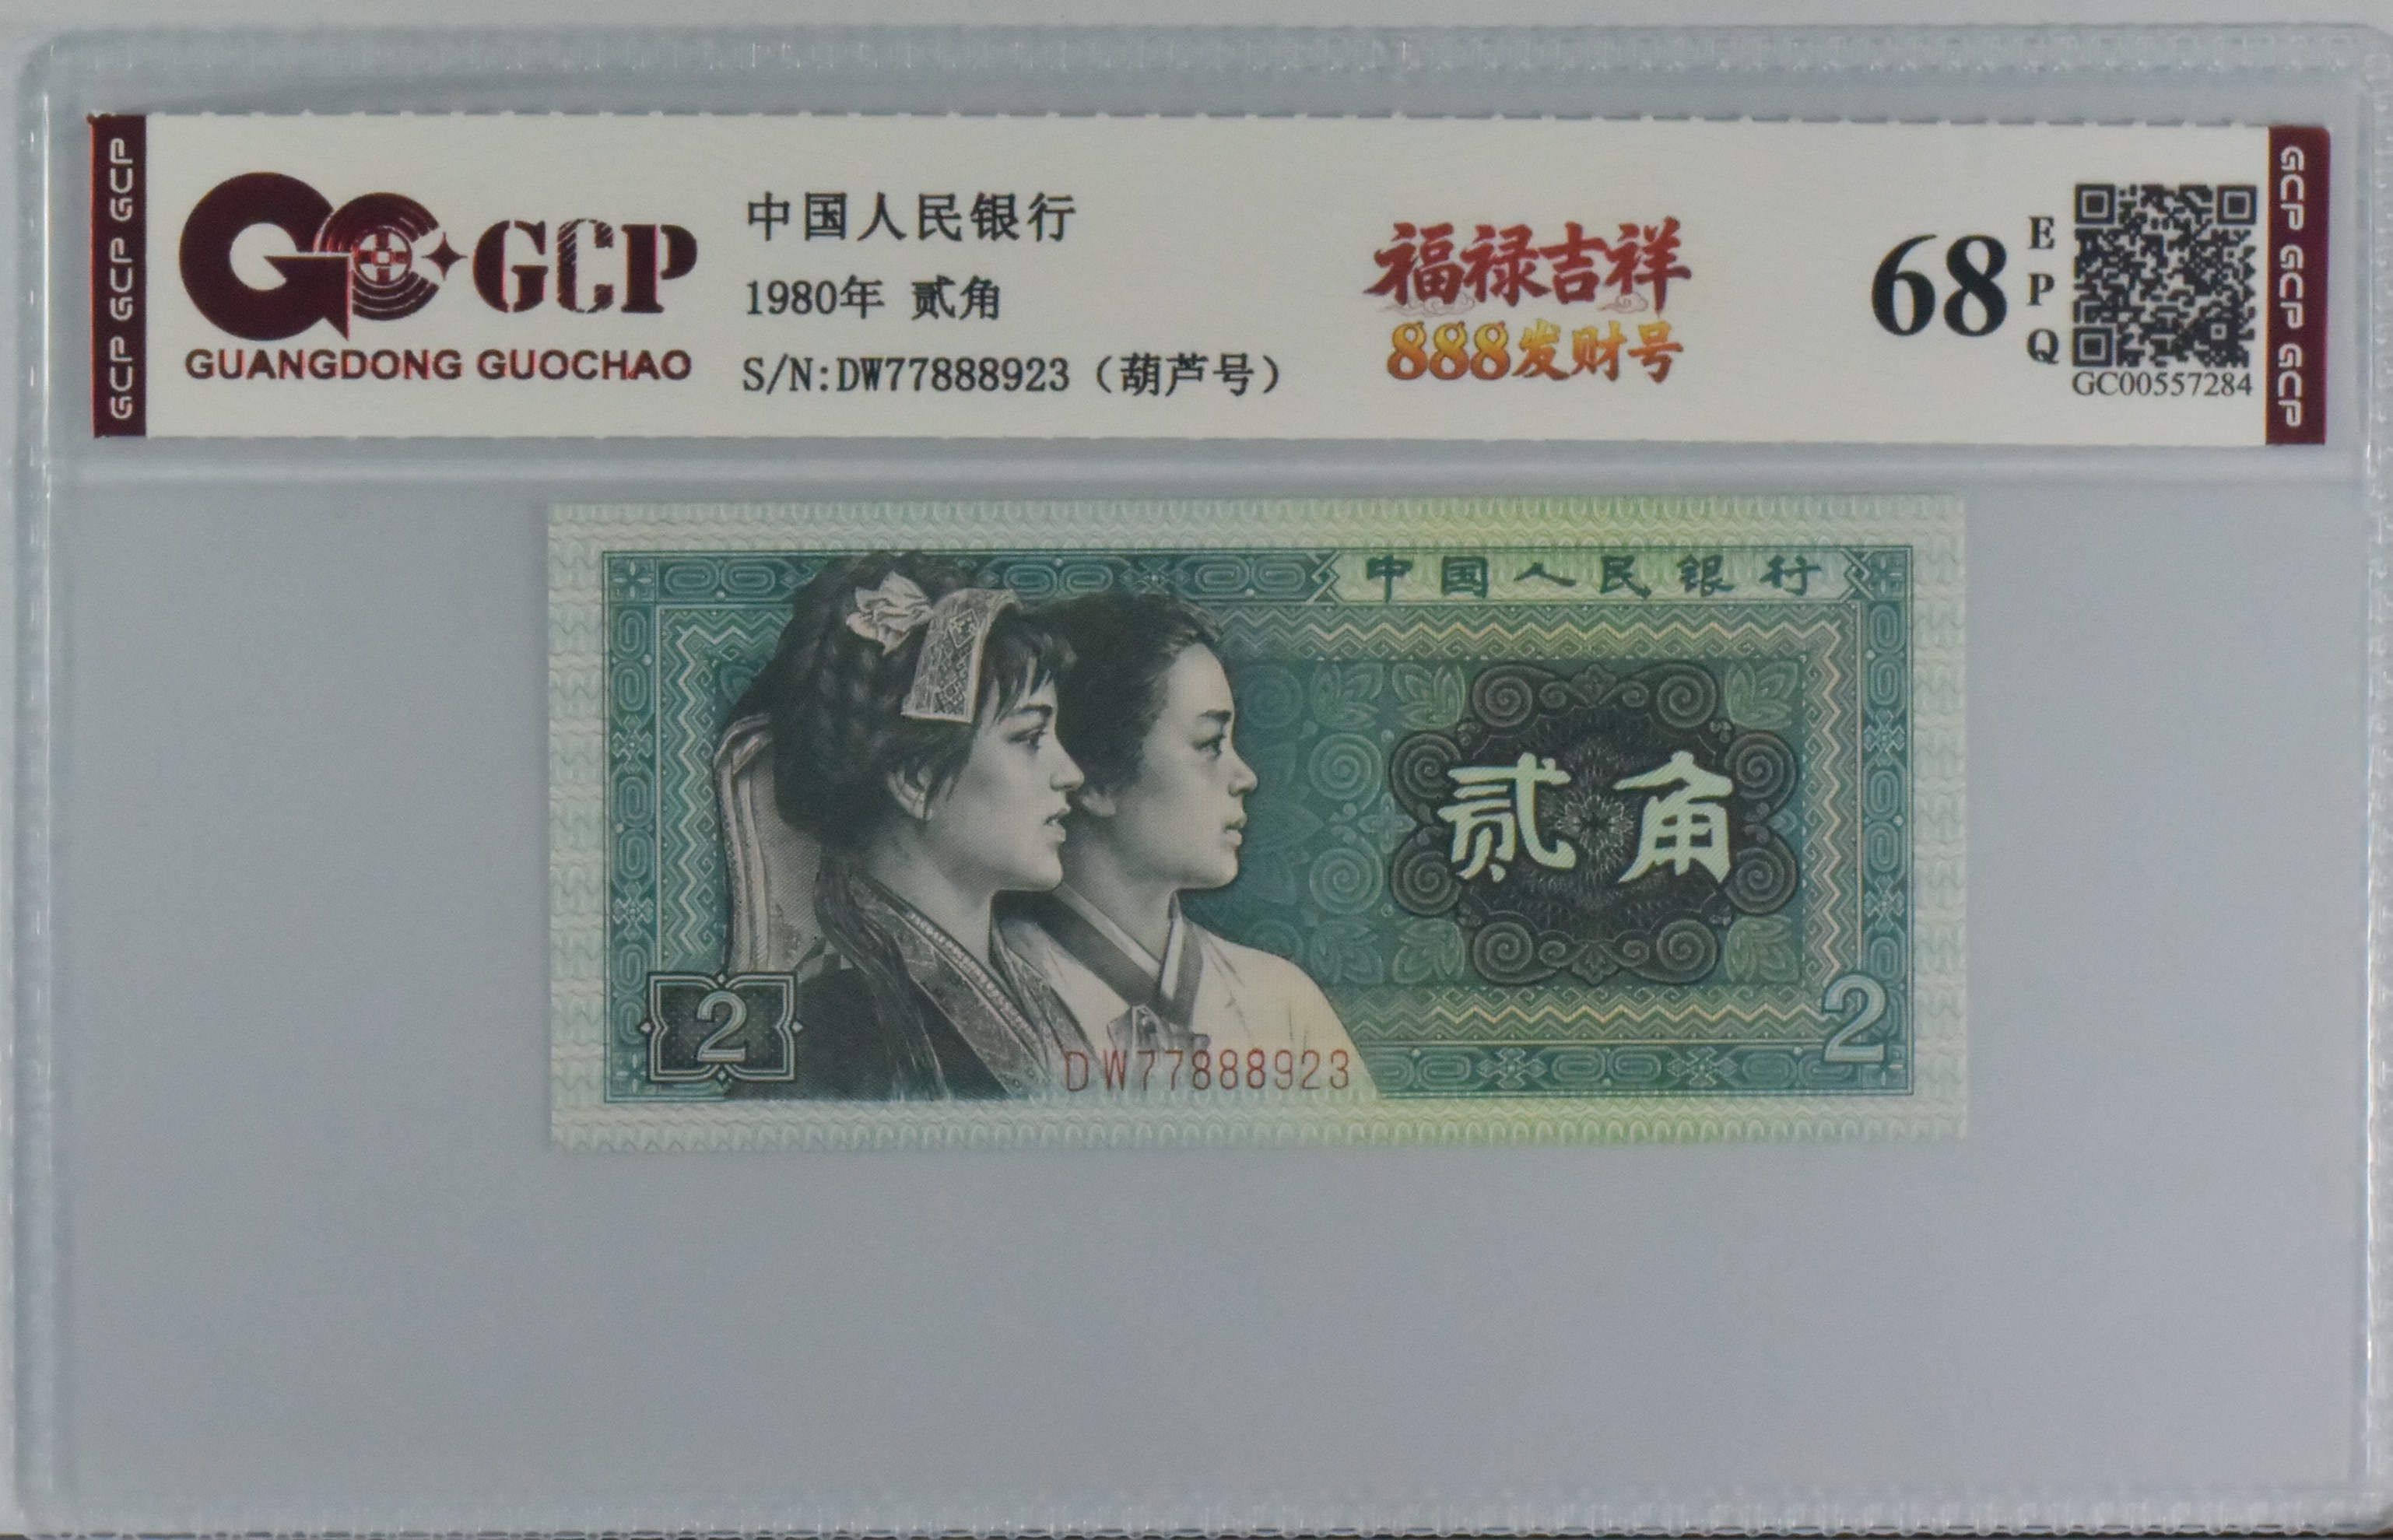 GCP GCP GCP
GCP
GUANGDONG GUOCHAO
中国人民银行
1980年 贰角
S/N:DW77888923（葫芦号）
福禄吉祥
888发财号
68
EPQ
GC00557284
GCP GCP GCP
中国人民银行
贰角
2
2
DW77888923